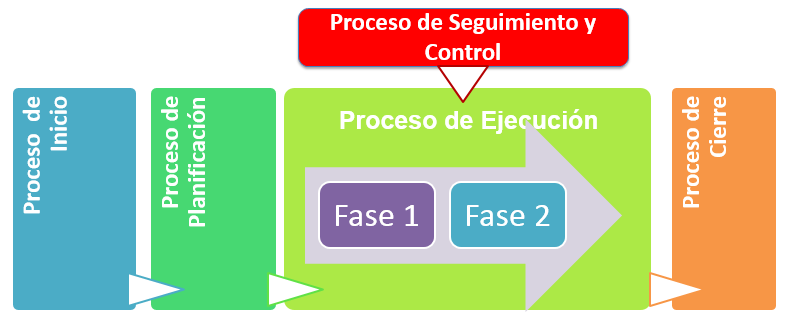 Proceso de Seguimiento y
Control
Proceso de
Inicio
Proceso de
Planificación
Proceso de Ejecución
Fase 1
Fase 2
Proceso de
Cierre